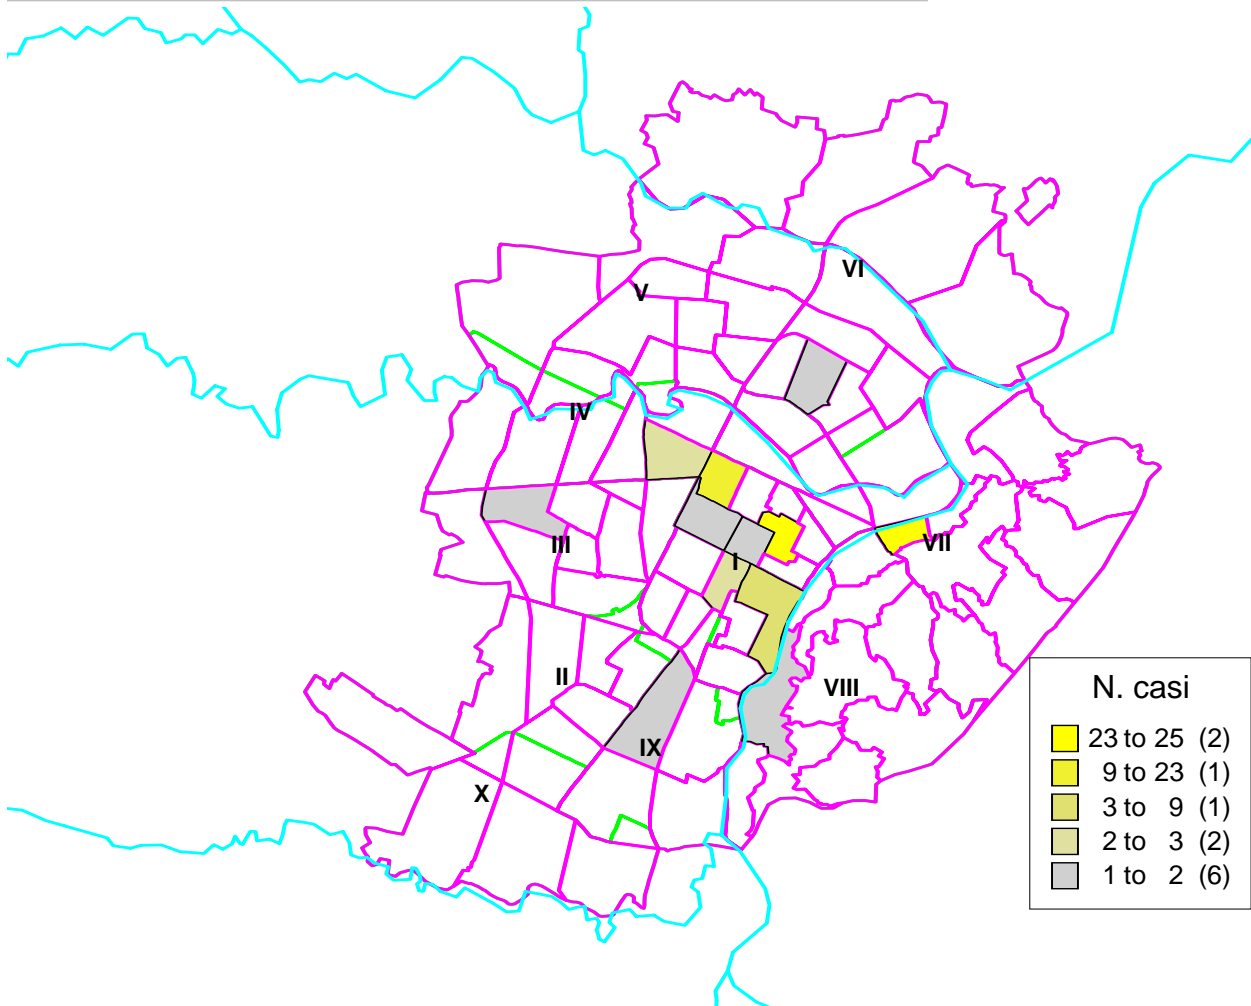 VI
V
IV
III
I
VII
II
VIII
IX
X
N. casi
23 to 25 (2)
9 to 23 (1)
3 to 9 (1)
2 to 3 (2)
1 to 2 (6)